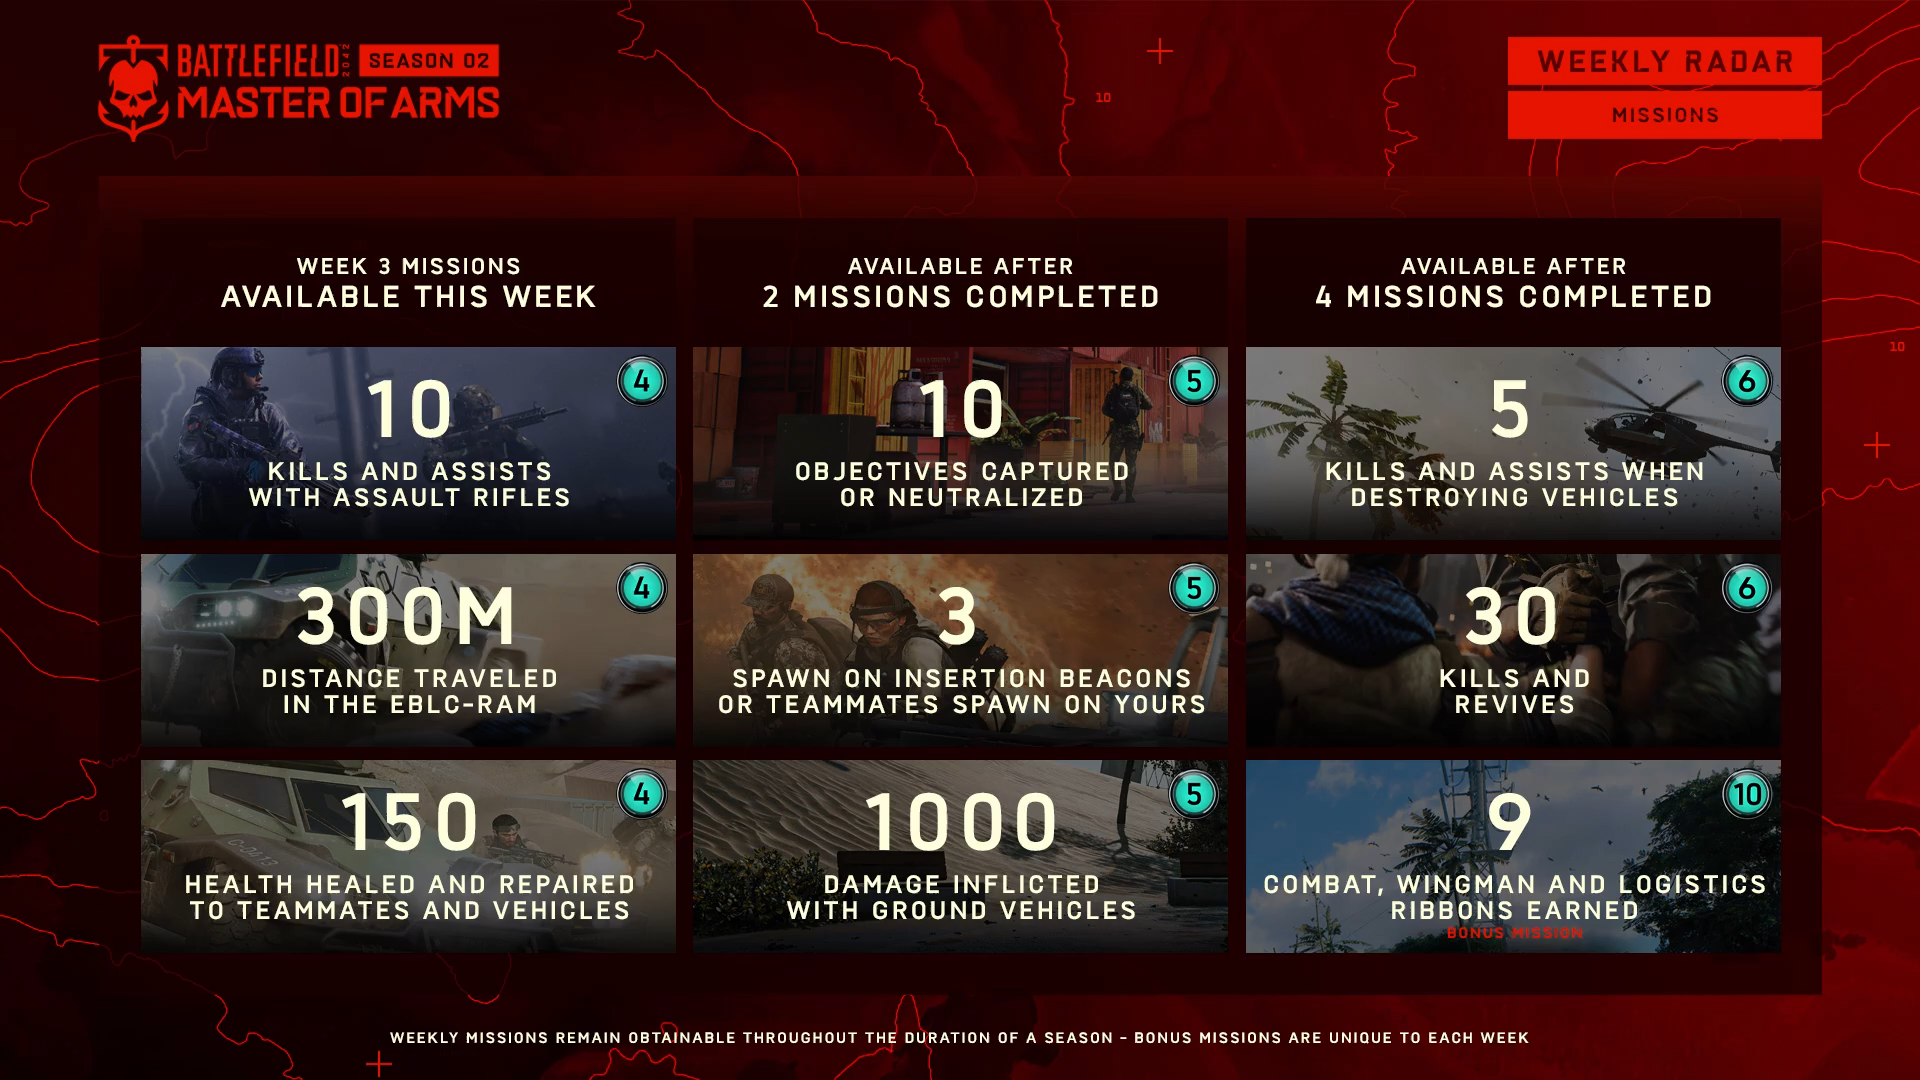 BATTLEFIELD 2042 SEASON 02
MASTER OF ARMS
WEEKLY RADAR
MISSIONS
10
10
WEEK 3 MISSIONS
AVAILABLE THIS WEEK
10
4
KILLS AND ASSISTS
WITH ASSAULT RIFLES
300M
4
DISTANCE TRAVELED
IN THE EBLC-RAM
150
4
HEALTH HEALED AND REPAIRED
TO TEAMMATES AND VEHICLES
AVAILABLE AFTER
2 MISSIONS COMPLETED
10
5
OBJECTIVES CAPTURED
OR NEUTRALIZED
3
5
SPAWN ON INSERTION BEACONS
OR TEAMMATES SPAWN ON YOURS
1000
5
DAMAGE INFLICTED
WITH GROUND VEHICLES
AVAILABLE AFTER
4 MISSIONS COMPLETED
5
6
KILLS AND ASSISTS WHEN
DESTROYING VEHICLES
30
6
KILLS AND
REVIVES
9
10
COMBAT, WINGMAN AND LOGISTICS
RIBBONS EARNED
BONUS MISSION
WEEKLY MISSIONS REMAIN OBTAINABLE THROUGHOUT THE DURATION OF A SEASON - BONUS MISSIONS ARE UNIQUE TO EACH WEEK